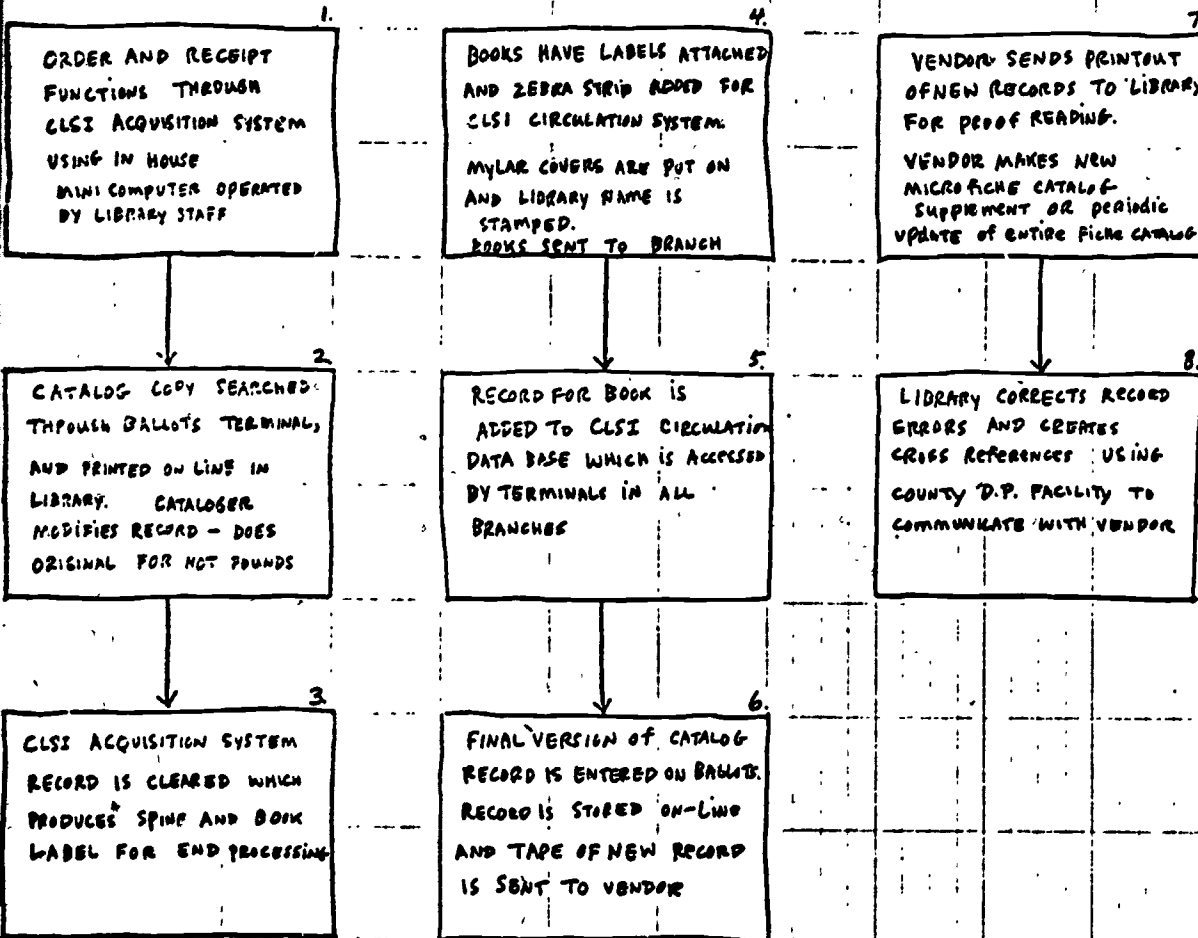 1.
ORDER AND RECEIPT
FUNCTIONS THROUGH
CLSI ACQUISITION SYSTEM
USING IN HOUSE
MINI COMPUTER OPERATED
BY LIBRARY STAFF
2
CATALOG COPY SEARCHED
THROUGH BALLOTS TERMINAL,
AND PRINTED ON LINE IN
LIBRARY. CATALOGER
MODIFIES RECORD - DOES
ORIGINAL FOR NOT FOUNDS
3
CLSI ACQUISITION SYSTEM
RECORD IS CLEARED WHICH
PRODUCES SPINE AND BOOK
LABEL FOR END PROCESSING
4.
BOOKS HAVE LABELS ATTACHED
AND ZEBRA STRIP ADDED FOR
CLSI CIRCULATION SYSTEM.
MYLAR COVERS ARE PUT ON
AND LIBRARY NAME IS
STAMPED.
BOOKS SENT TO BRANCH
5.
RECORD FOR BOOK IS
ADDED TO CLSI CIRCULATION
DATA BASE WHICH IS ACCESSED
BY TERMINALS IN ALL
BRANCHES
6.
FINAL VERSION OF CATALOG
RECORD IS ENTERED ON BALLOTS.
RECORD IS STORED ON-LINE
AND TAPE OF NEW RECORD
IS SENT TO VENDOR
7
VENDOR SENDS PRINTOUT
OF NEW RECORDS TO LIBRARY
FOR PROOF READING.
VENDOR MAKES NEW
MICROFICHE CATALOG
SUPPLEMENT OR PERIODIC
UPDATE OF ENTIRE FICHE CATALOG
8.
LIBRARY CORRECTS RECORD
ERRORS AND CREATES
CROSS REFERENCES USING
COUNTY D.P. FACILITY TO
COMMUNICATE WITH VENDOR